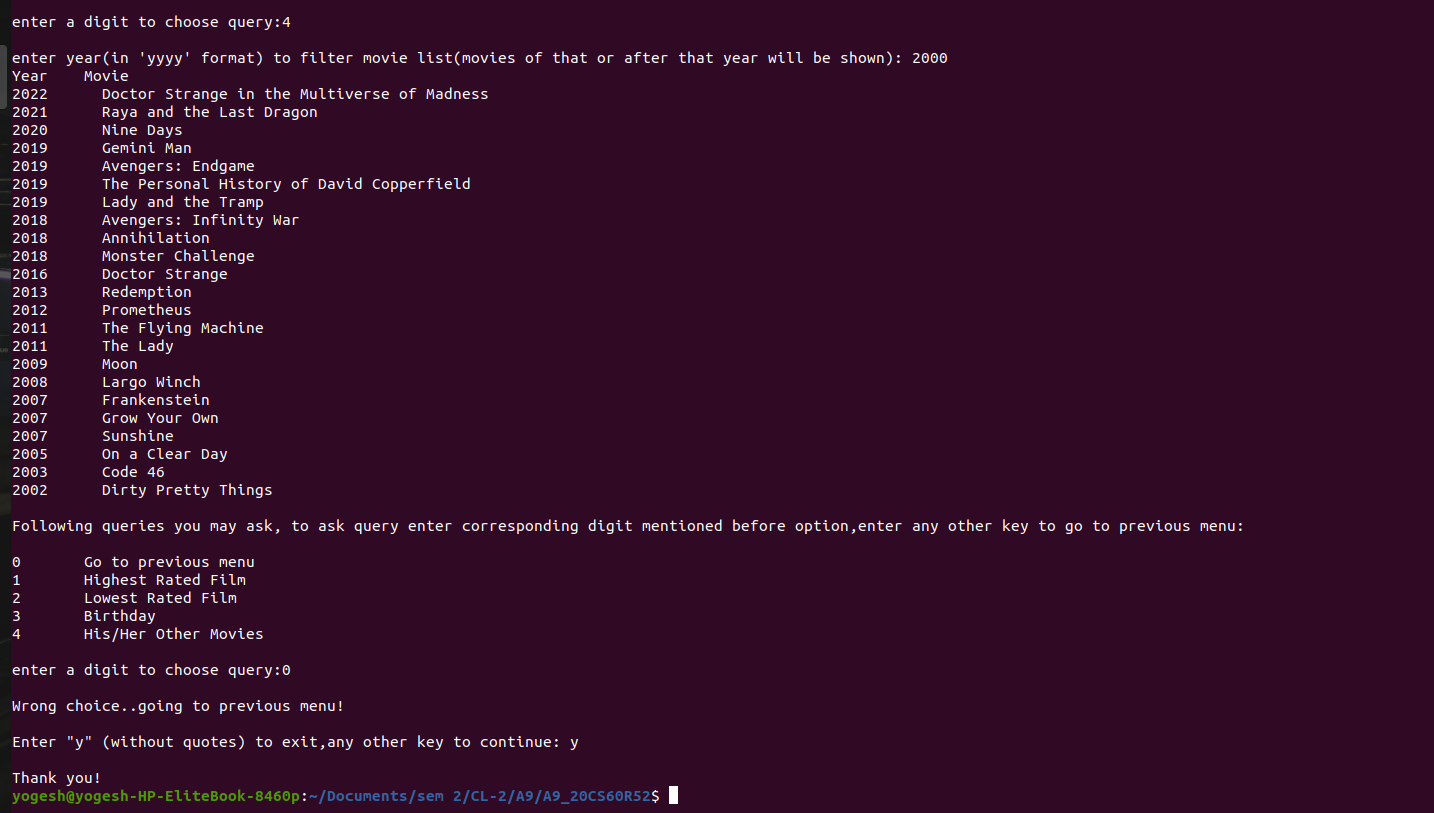 enter a digit to choose query:4
enter year(in 'yyyy' format) to filter movie list(movies of that or after that year will be shown): 2000
Year    Movie
2022      Doctor Strange in the Multiverse of Madness
2021      Raya and the Last Dragon
2020      Nine Days
2019      Gemini Man
2019      Avengers: Endgame
2019      The Personal History of David Copperfield
2019      Lady and the Tramp
2018      Avengers: Infinity War
2018      Annihilation
2018      Monster Challenge
2016      Doctor Strange
2013      Redemption
2012      Prometheus
2011      The Flying Machine
2011      The Lady
2009      Moon
2008      Largo Winch
2007      Frankenstein
2007      Grow Your Own
2007      Sunshine
2005      On a Clear Day
2003      Code 46
2002      Dirty Pretty Things
Following queries you may ask, to ask query enter corresponding digit mentioned before option,enter any other key to go to previous menu:
0       Go to previous menu
1       Highest Rated Film
2       Lowest Rated Film
3       Birthday
4       His/Her Other Movies
enter a digit to choose query:0
Wrong choice..going to previous menu!
Enter "y" (without quotes) to exit,any other key to continue: y
Thank you!
yogesh@yogesh-HP-EliteBook-8460p:~/Documents/sem 2/CL-2/A9/A9_20CS60R52$